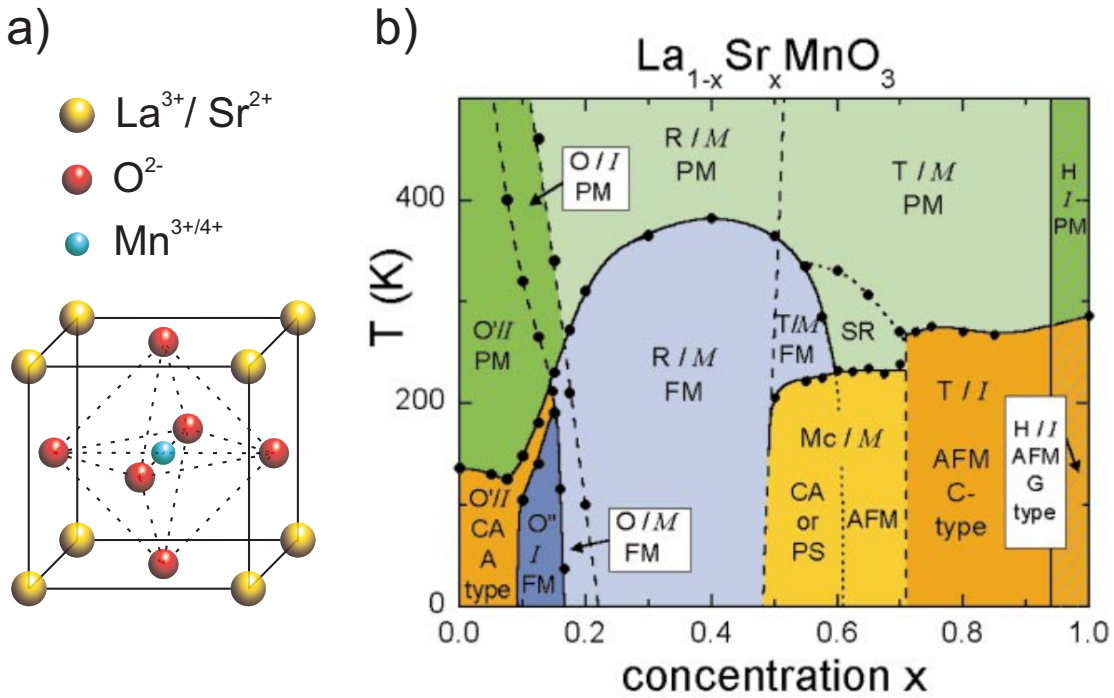 a)
La³⁺/ Sr²⁺
O²⁻
Mn³⁺ᐟ⁴⁺
b)
La₁₋ₓSrₓMnO₃
T (K)
400
200
0
R / M
PM
O / I
PM
T / M
PM
H
I-
PM
O'/I
PM
R / M
FM
T/M
FM
SR
T / I
AFM
C-
type
H / I
AFM
G
type
Mc / M
CA
or
PS
AFM
O'/I
CA
A
type
O"
I
FM
O / M
FM
0.0
0.2
0.4
0.6
0.8
1.0
concentration x